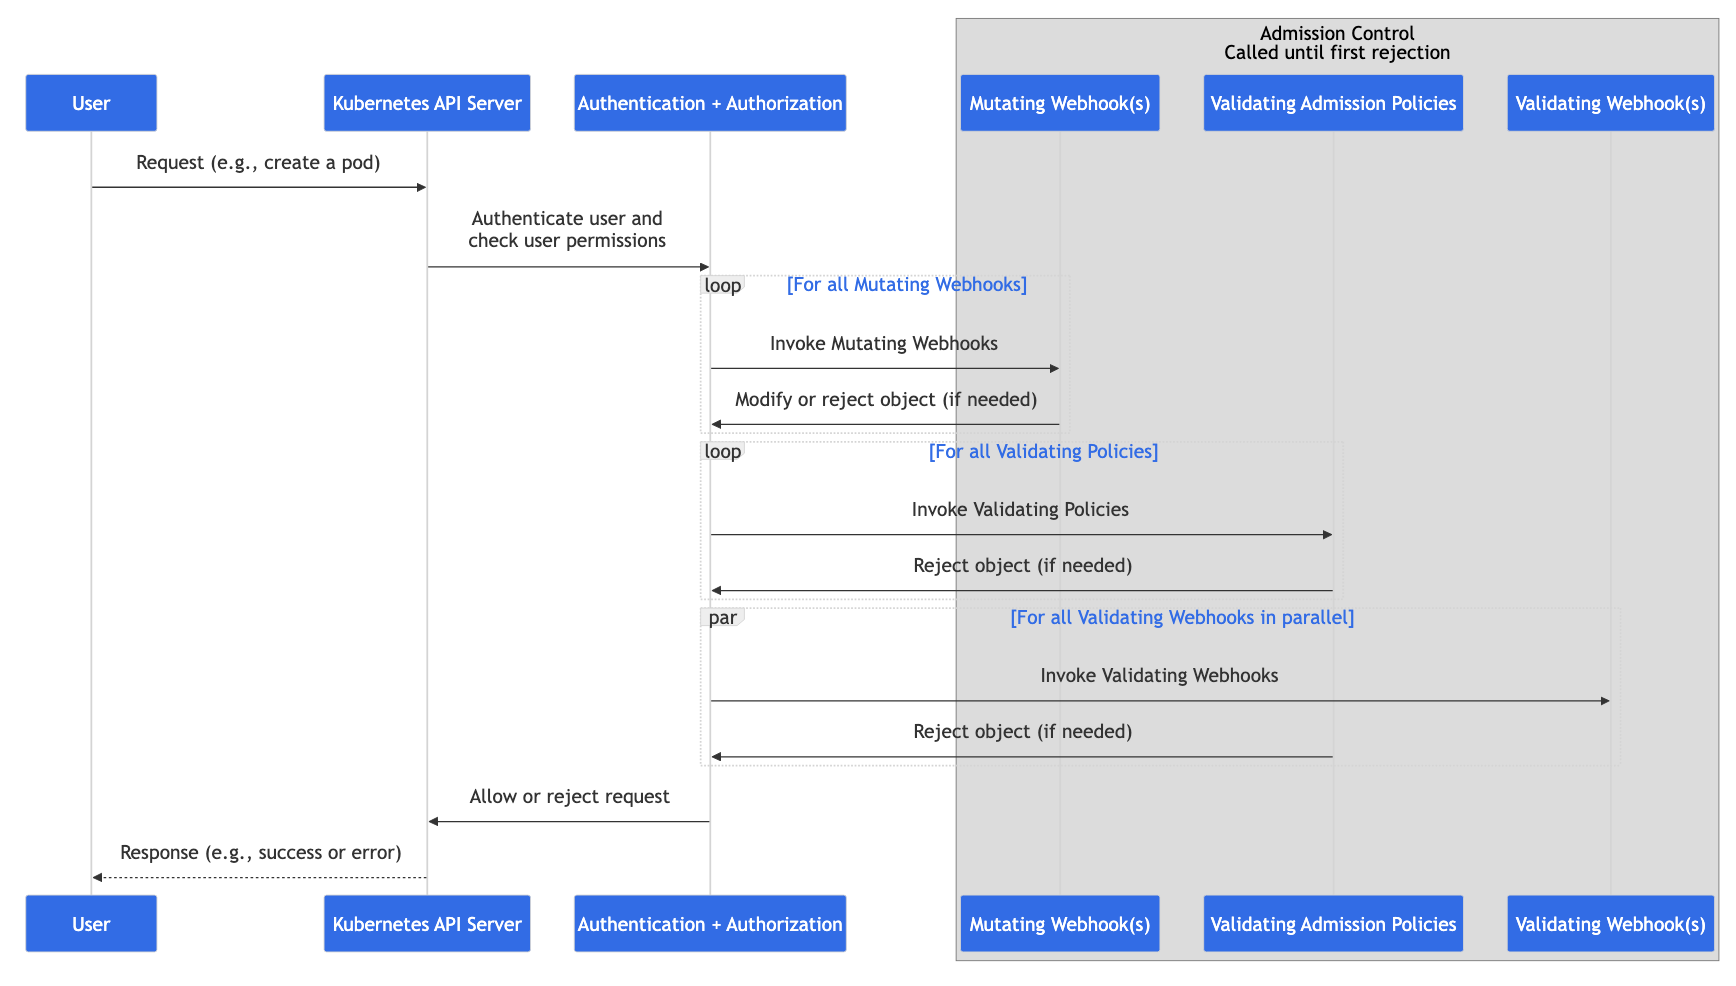 Admission Control
Called until first rejection
User
Kubernetes API Server
Authentication + Authorization
Mutating Webhook(s)
Validating Admission Policies
Validating Webhook(s)
Request (e.g., create a pod)
Authenticate user and
check user permissions
loop
[For all Mutating Webhooks]
Invoke Mutating Webhooks
Modify or reject object (if needed)
loop
[For all Validating Policies]
Invoke Validating Policies
Reject object (if needed)
par
[For all Validating Webhooks in parallel]
Invoke Validating Webhooks
Reject object (if needed)
Allow or reject request
Response (e.g., success or error)
User
Kubernetes API Server
Authentication + Authorization
Mutating Webhook(s)
Validating Admission Policies
Validating Webhook(s)